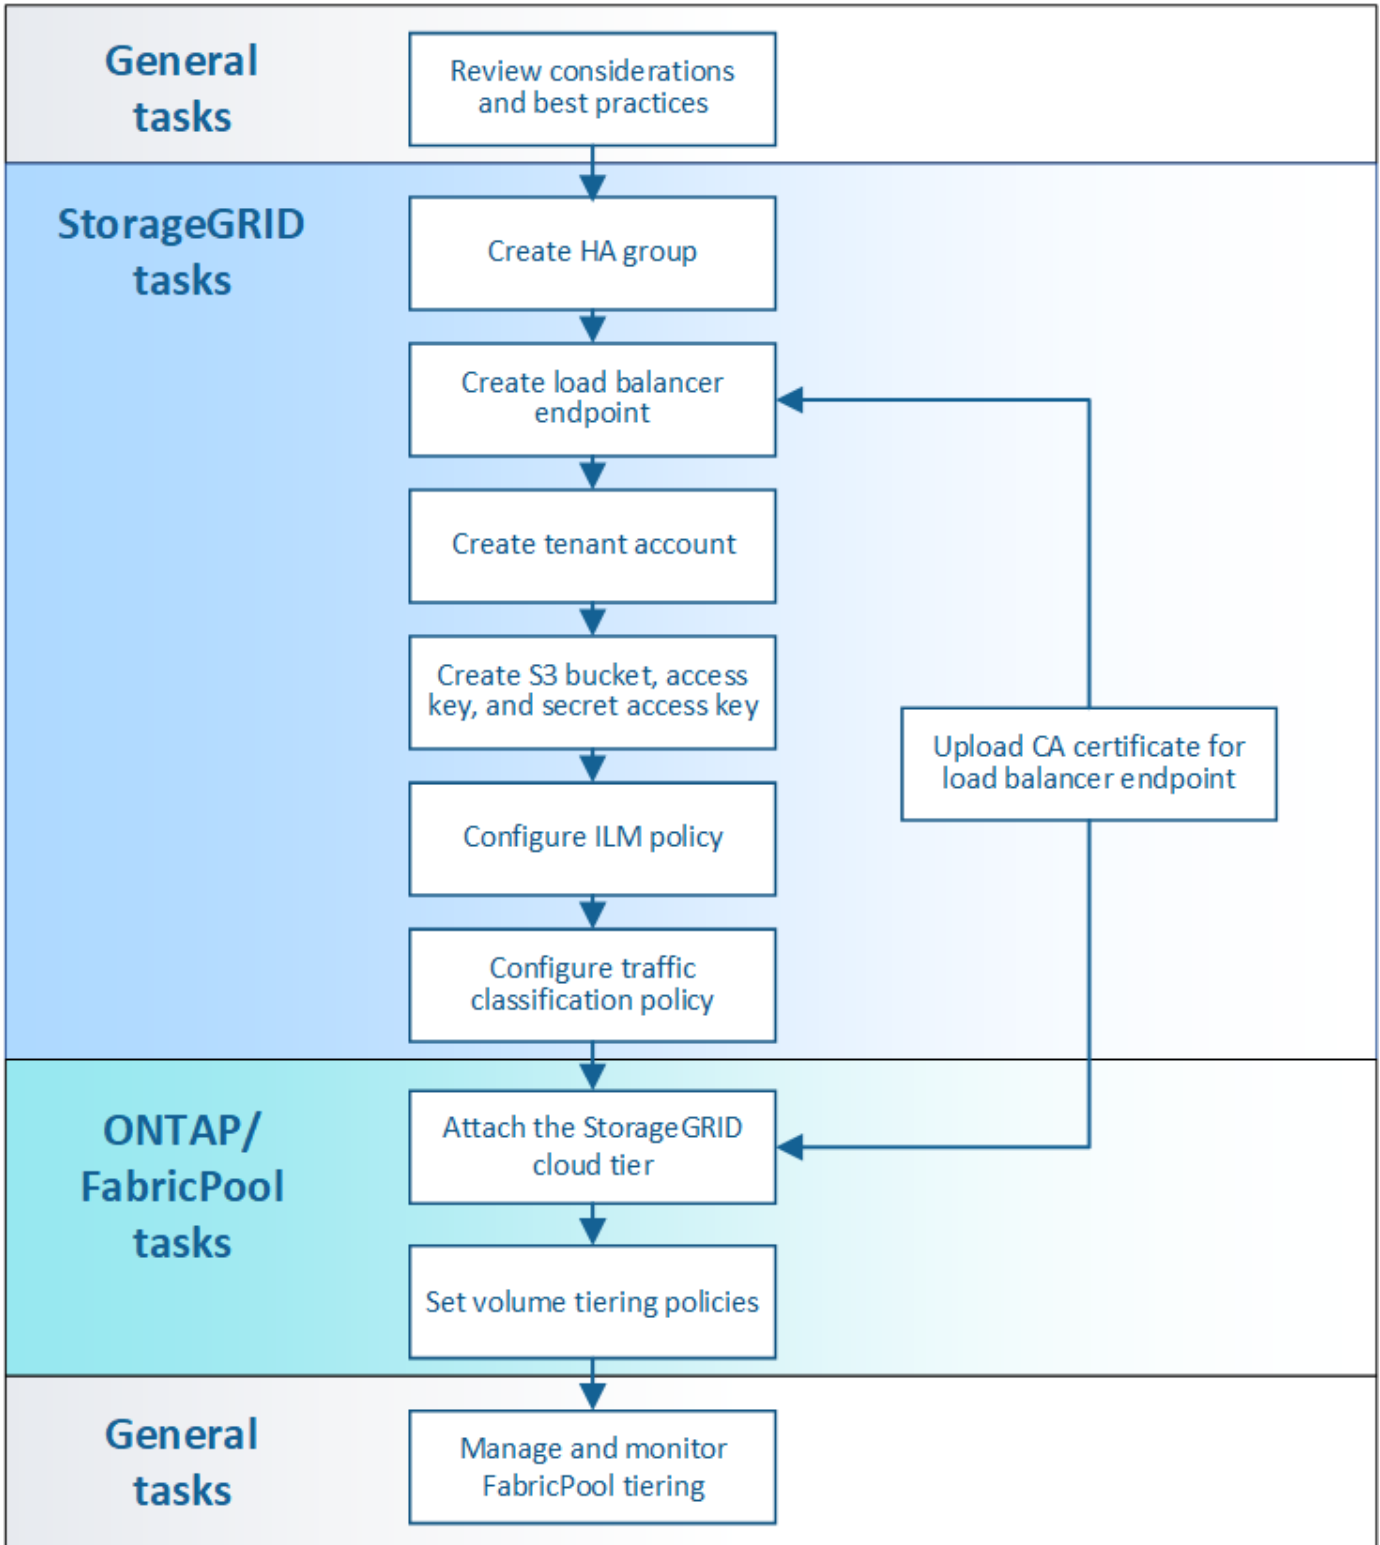 General
tasks
Review considerations
and best practices
StorageGRID
tasks
Create HA group
Create load balancer
endpoint
Create tenant account
Create S3 bucket, access
key, and secret access key
Upload CA certificate for
load balancer endpoint
Configure ILM policy
Configure traffic
classification policy
ONTAP/
FabricPool
tasks
Attach the StorageGRID
cloud tier
Set volume tiering policies
General
tasks
Manage and monitor
FabricPool tiering